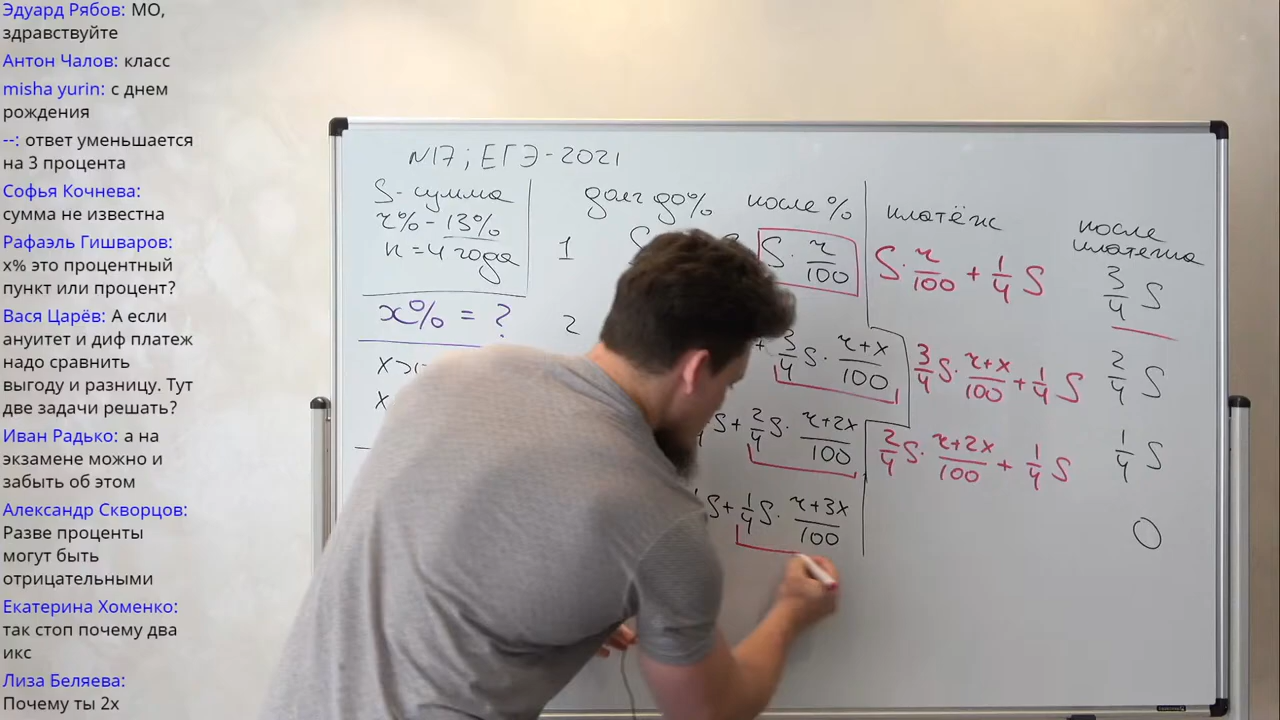 Эдуард Рябов: МО,
здравствуйте
Антон Чалов: класс
misha yurin: с днем
рождения
--: ответ уменьшается
на 3 процента
Софья Кочнева:
сумма не известна
Рафаэль Гишваров:
x% это процентный
пункт или процент?
Вася Царёв: А если
ануитет и диф платеж
надо сравнить
выгоду и разницу. Тут
две задачи решать?
Иван Радько: а на
экзамене можно и
забыть об этом
Александр Скворцов:
Разве проценты
могут быть
отрицательными
Екатерина Хоменко:
так стоп почему два
икс
Лиза Беляева:
Почему ты 2x
N17; ЕГЭ-2021
S - сумма
r% - 13%
n = 4 года
x% = ?
долг до% после % платёж после платежа
1 S · r/100 S · r/100 + 1/4 S 3/4 S
2 + 3/4 S · r+x/100 3/4 S · r+x/100 + 1/4 S 2/4 S
S + 2/4 S · r+2x/100 2/4 S · r+2x/100 + 1/4 S 1/4 S
S + 1/4 S · r+3x/100 0